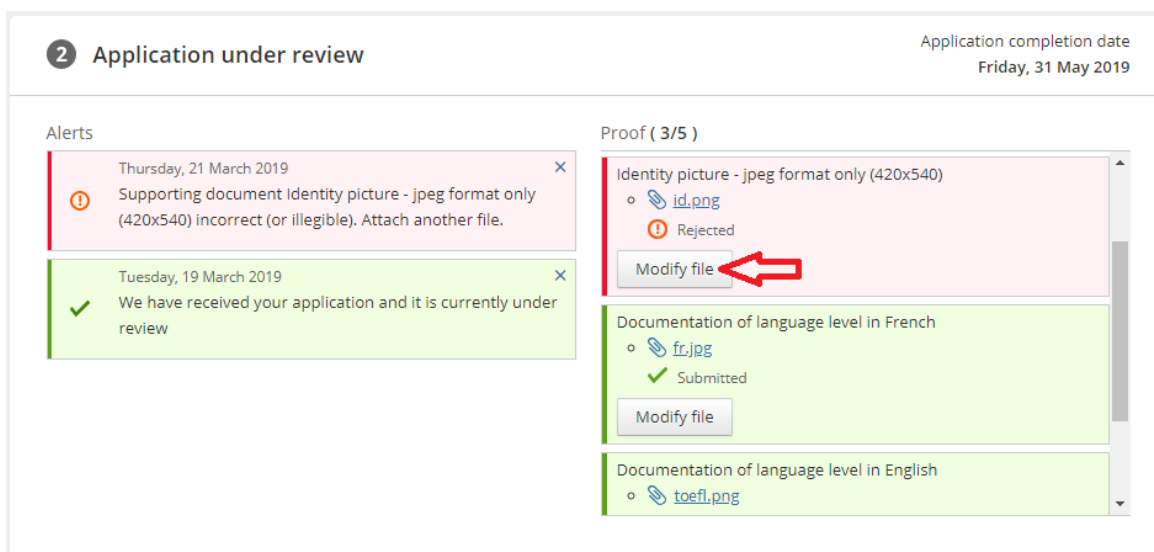 2 Application under review
Application completion date
Friday, 31 May 2019
Alerts
Thursday, 21 March 2019
Supporting document Identity picture - jpeg format only
(420x540) incorrect (or illegible). Attach another file.
Tuesday, 19 March 2019
We have received your application and it is currently under
review
Proof ( 3/5 )
Identity picture - jpeg format only (420x540)
id.png
Rejected
Modify file
Documentation of language level in French
fr.jpg
Submitted
Modify file
Documentation of language level in English
toefl.png